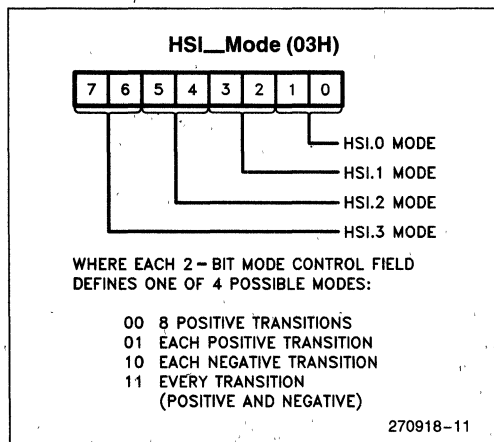 HSI__Mode (03H)
7 6 5 4 3 2 1 0
HSI.0 MODE
HSI.1 MODE
HSI.2 MODE
HSI.3 MODE
WHERE EACH 2-BIT MODE CONTROL FIELD
DEFINES ONE OF 4 POSSIBLE MODES:
00 8 POSITIVE TRANSITIONS
01 EACH POSITIVE TRANSITION
10 EACH NEGATIVE TRANSITION
11 EVERY TRANSITION
(POSITIVE AND NEGATIVE)
270918-11